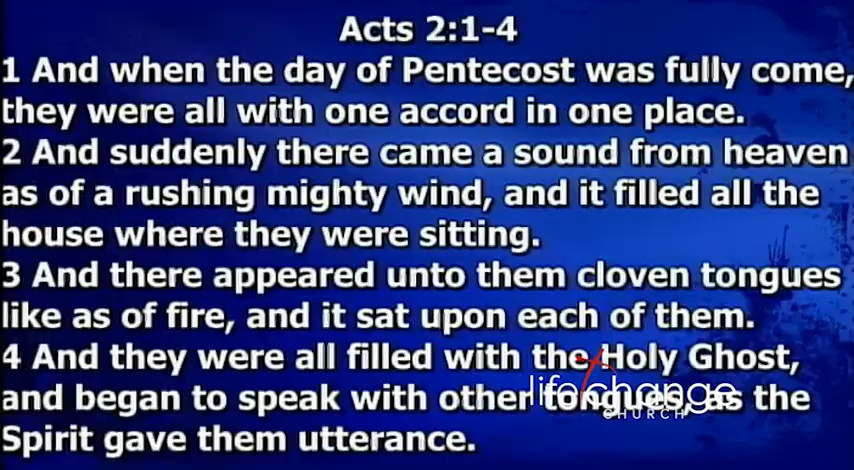 Acts 2:1-4
1 And when the day of Pentecost was fully come,
they were all with one accord in one place.
2 And suddenly there came a sound from heaven
as of a rushing mighty wind, and it filled all the
house where they were sitting.
3 And there appeared unto them cloven tongues
like as of fire, and it sat upon each of them.
4 And they were all filled with the Holy Ghost,
and began to speak with other tongues, as the
Spirit gave them utterance.
lifechange
CHURCH